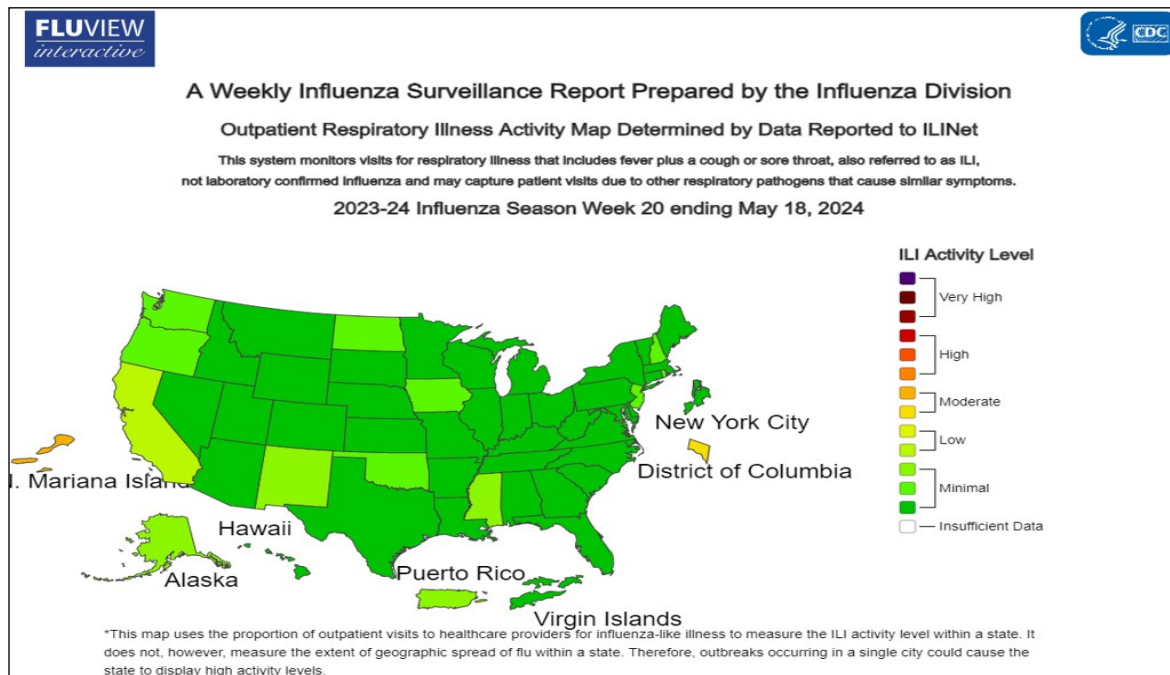 FLUVIEW
interactive
CDC
A Weekly Influenza Surveillance Report Prepared by the Influenza Division
Outpatient Respiratory Illness Activity Map Determined by Data Reported to ILINet
This system monitors visits for respiratory illness that includes fever plus a cough or sore throat, also referred to as ILI,
not laboratory confirmed influenza and may capture patient visits due to other respiratory pathogens that cause similar symptoms.
2023-24 Influenza Season Week 20 ending May 18, 2024
ILI Activity Level
Very High
High
Moderate
Low
Minimal
Insufficient Data
New York City
District of Columbia
N. Mariana Island
Hawaii
Alaska
Puerto Rico
Virgin Islands
*This map uses the proportion of outpatient visits to healthcare providers for influenza-like illness to measure the ILI activity level within a state. It
does not, however, measure the extent of geographic spread of flu within a state. Therefore, outbreaks occurring in a single city could cause the
state to display high activity levels.